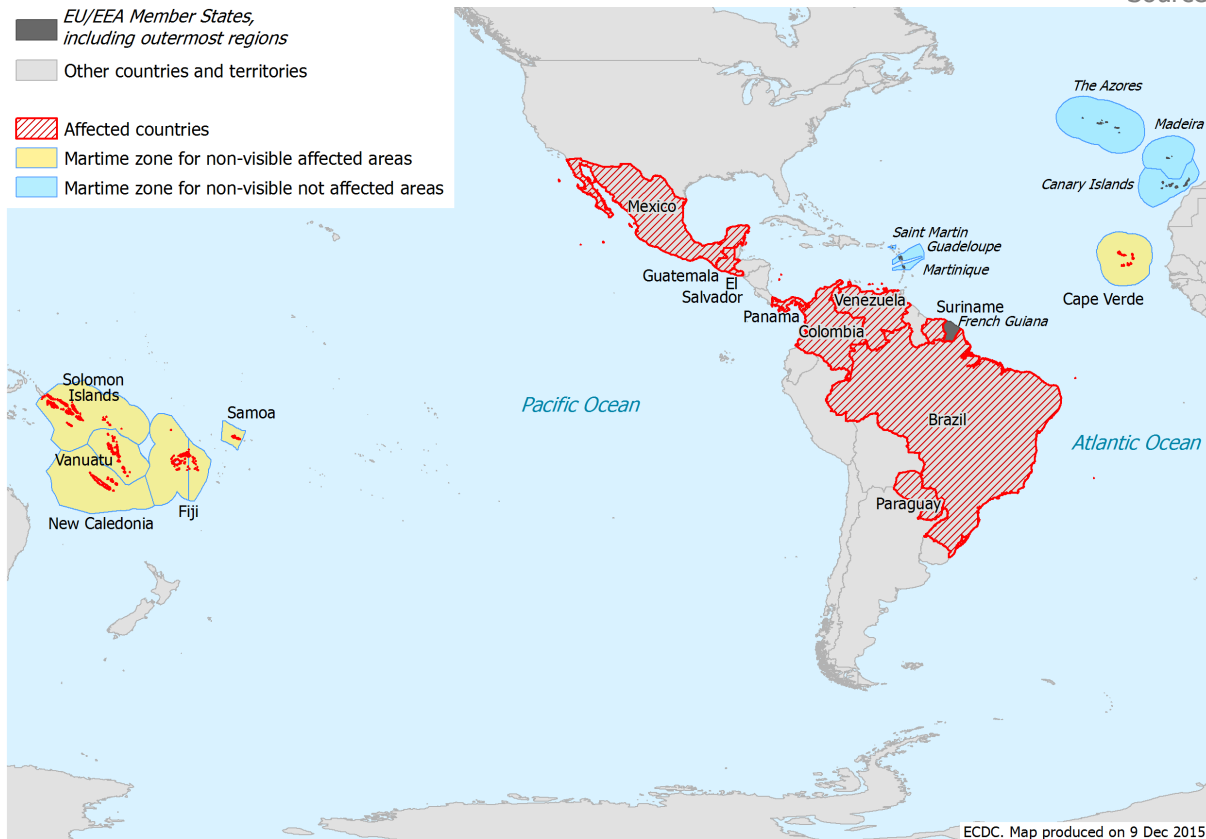 Source
EU/EEA Member States,
including outermost regions
Other countries and territories
Affected countries
Martime zone for non-visible affected areas
Martime zone for non-visible not affected areas
The Azores
Madeira
Canary Islands
Mexico
Saint Martin
Guadeloupe
Martinique
Guatemala
El
Salvador
Cape Verde
Panama
Venezuela
Suriname
French Guiana
Colombia
Solomon
Islands
Samoa
Pacific Ocean
Brazil
Atlantic Ocean
Vanuatu
Paraguay
New Caledonia
Fiji
ECDC. Map produced on 9 Dec 2015